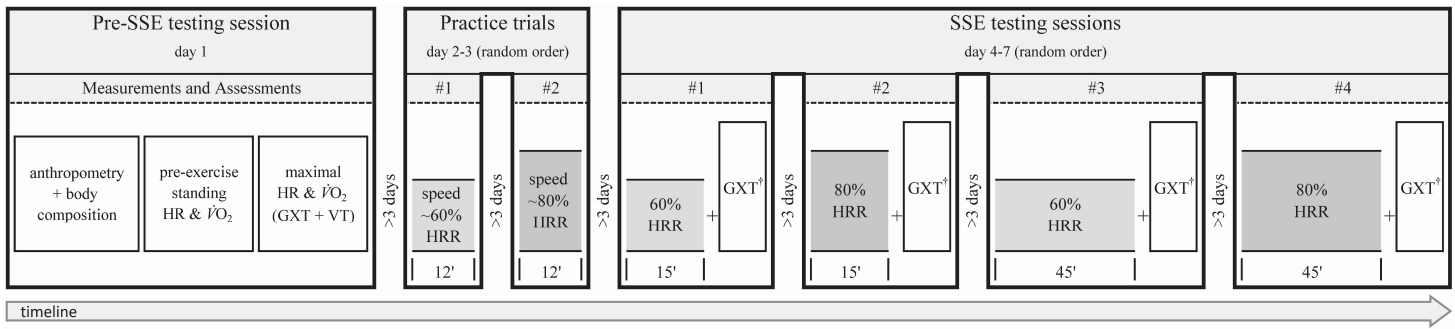 Pre-SSE testing session
day 1
Measurements and Assessments
anthropometry
+ body
composition
pre-exercise
standing
HR & V̇O₂
maximal
HR & V̇O₂
(GXT + VT)
>3 days
Practice trials
day 2-3 (random order)
#1
speed
~60%
HRR
12'
>3 days
#2
speed
~80%
HRR
12'
>3 days
SSE testing sessions
day 4-7 (random order)
#1
60%
HRR
+
GXT†
15'
>3 days
#2
80%
HRR
+
GXT†
15'
>3 days
#3
60%
HRR
+
GXT†
45'
>3 days
#4
80%
HRR
+
GXT†
45'
timeline